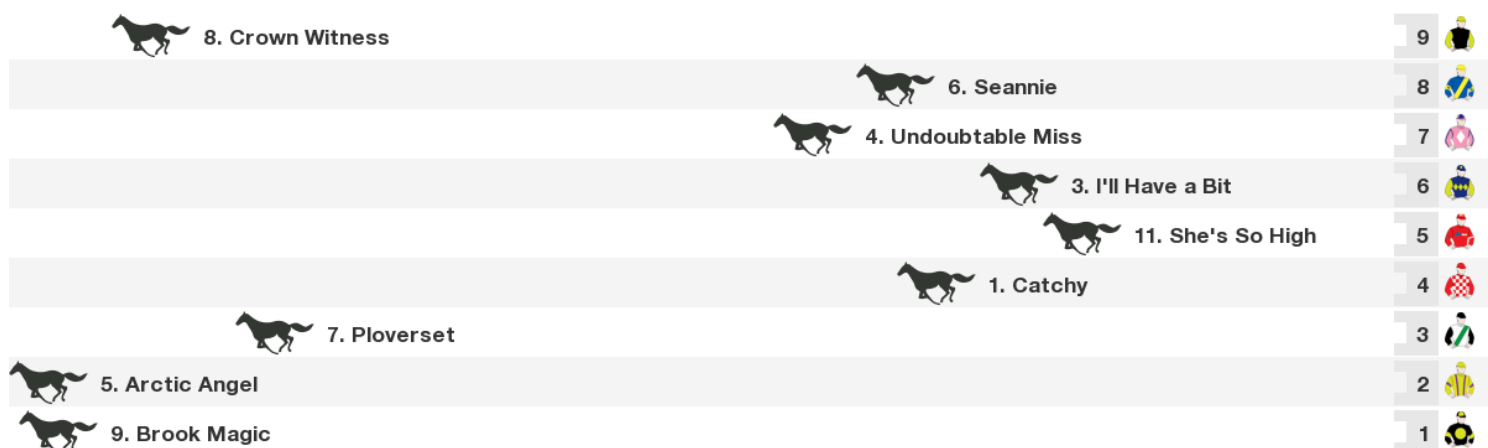 8. Crown Witness 9
6. Seannie 8
4. Undoubtable Miss 7
3. I'll Have a Bit 6
11. She's So High 5
1. Catchy 4
7. Ploverset 3
5. Arctic Angel 2
9. Brook Magic 1